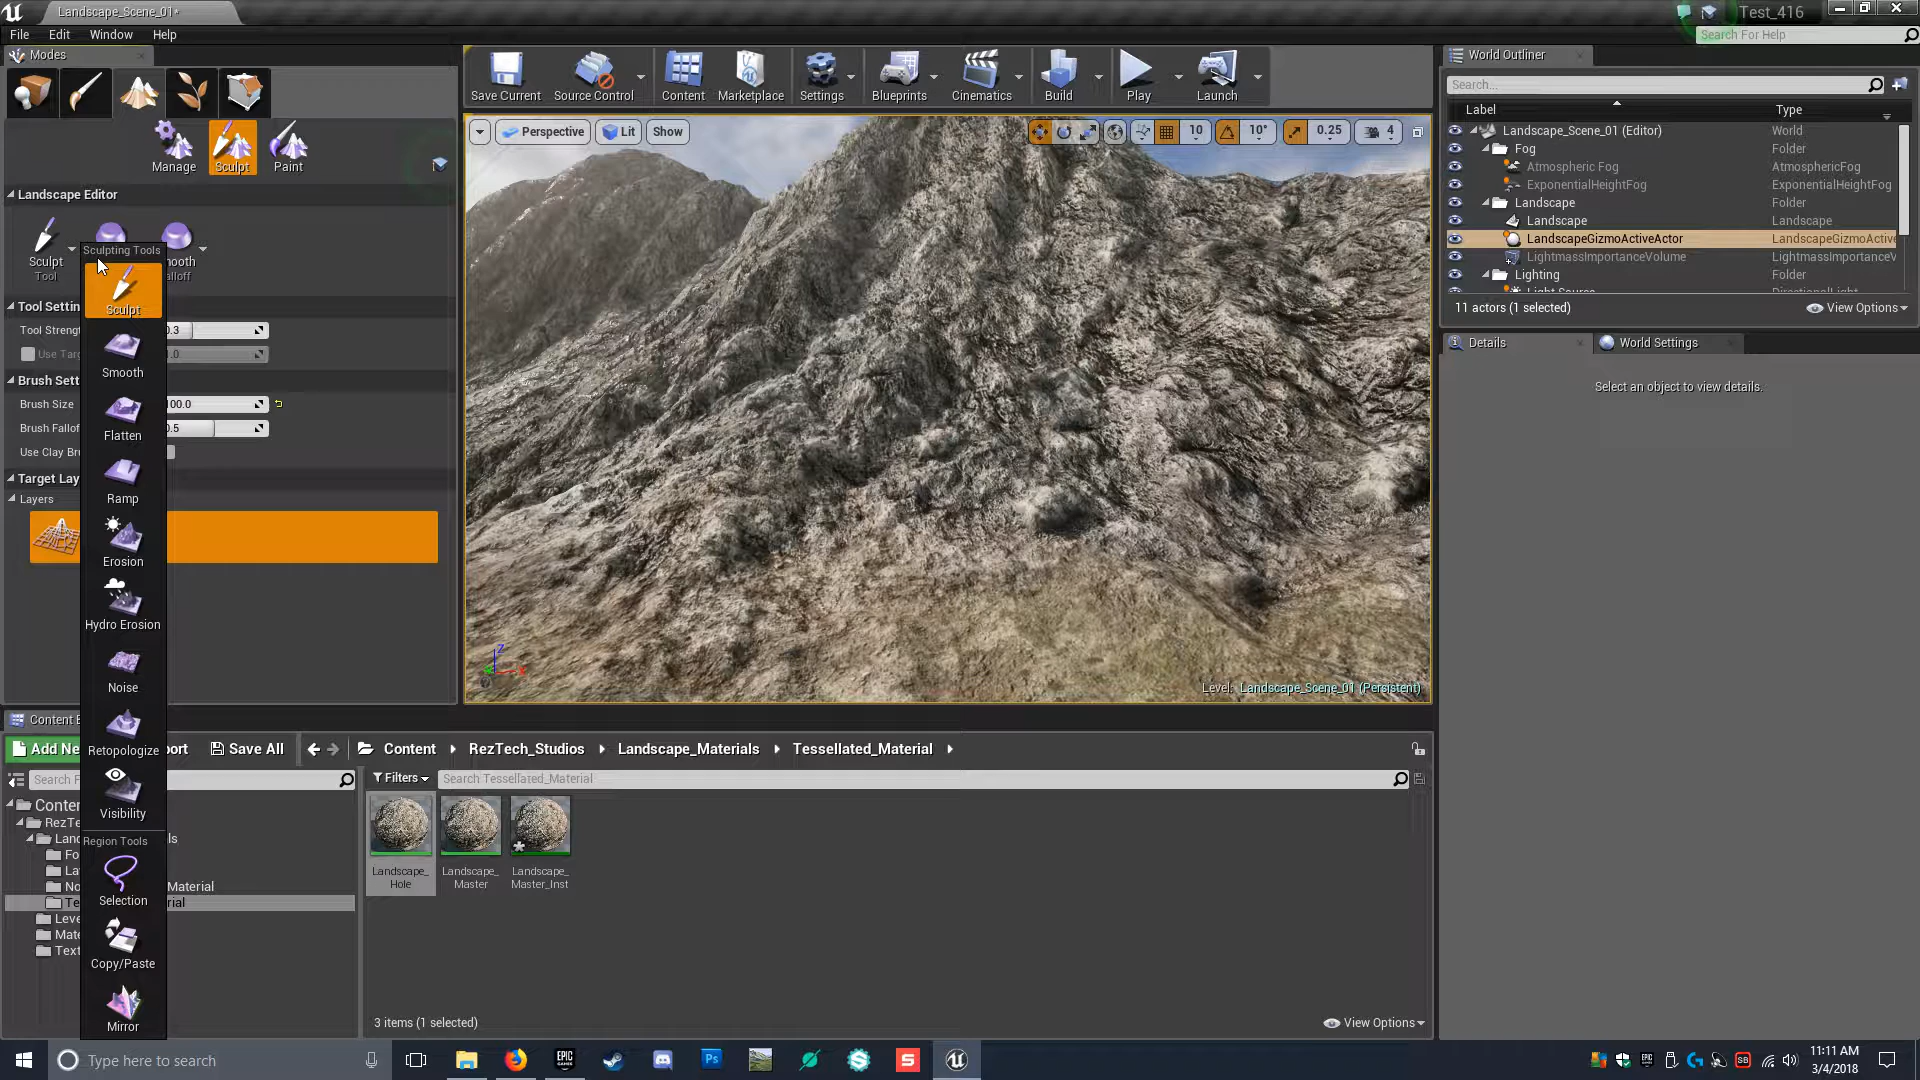 Landscape_Scene_01*
Test_416
File Edit Window Help
Search For Help
Modes
Manage
Sculpt
Paint
Landscape Editor
Sculpt
Tool
Sculpting Tools
Sculpt
Smooth
Flatten
Ramp
Erosion
Hydro Erosion
Noise
Retopologize
Visibility
Region Tools
Selection
Copy/Paste
Mirror
Brush Size
Layers
Save Current
Source Control
Content
Marketplace
Settings
Blueprints
Cinematics
Build
Play
Launch
Perspective
Lit
Show
10
10°
0.25
4
Level: Landscape_Scene_01 (Persistent)
World Outliner
Search...
Label Type
Landscape_Scene_01 (Editor) World
Fog Folder
Atmospheric Fog AtmosphericFog
ExponentialHeightFog ExponentialHeightFog
Landscape Folder
Landscape Landscape
LandscapeGizmoActiveActor LandscapeGizmoActive
LightmassImportanceVolume LightmassImportanceV
Lighting Folder
11 actors (1 selected)
View Options
Details
World Settings
Select an object to view details.
Save All
Content
RezTech_Studios
Landscape_Materials
Tessellated_Material
Filters
Search Tessellated_Material
Landscape_
Hole
Landscape_
Master
Landscape_
Master_Inst
3 items (1 selected)
View Options
Type here to search
11:11 AM
3/4/2018